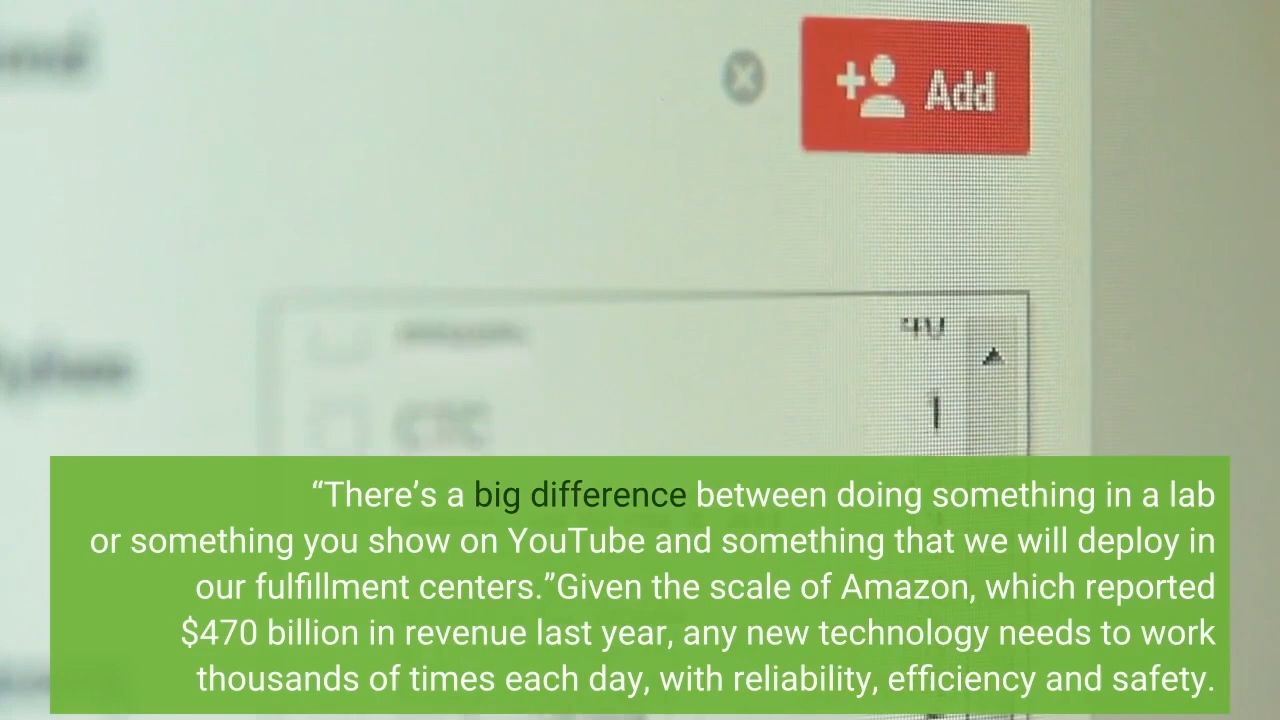 Add
1
CTC
“There’s a big difference between doing something in a lab
or something you show on YouTube and something that we will deploy in
our fulfillment centers.”Given the scale of Amazon, which reported
$470 billion in revenue last year, any new technology needs to work
thousands of times each day, with reliability, efficiency and safety.